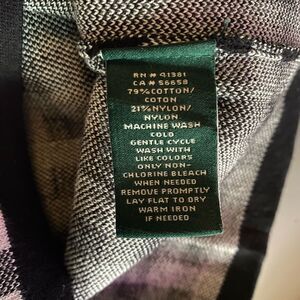 RN # 41381
CA # 56658
79%COTTON/
COTON
21%NYLON/
NYLON
MACHINE WASH
COLD
GENTLE CYCLE
WASH WITH
LIKE COLORS
ONLY NON-
CHLORINE BLEACH
WHEN NEEDED
REMOVE PROMPTLY
LAY FLAT TO DRY
WARM IRON
IF NEEDED